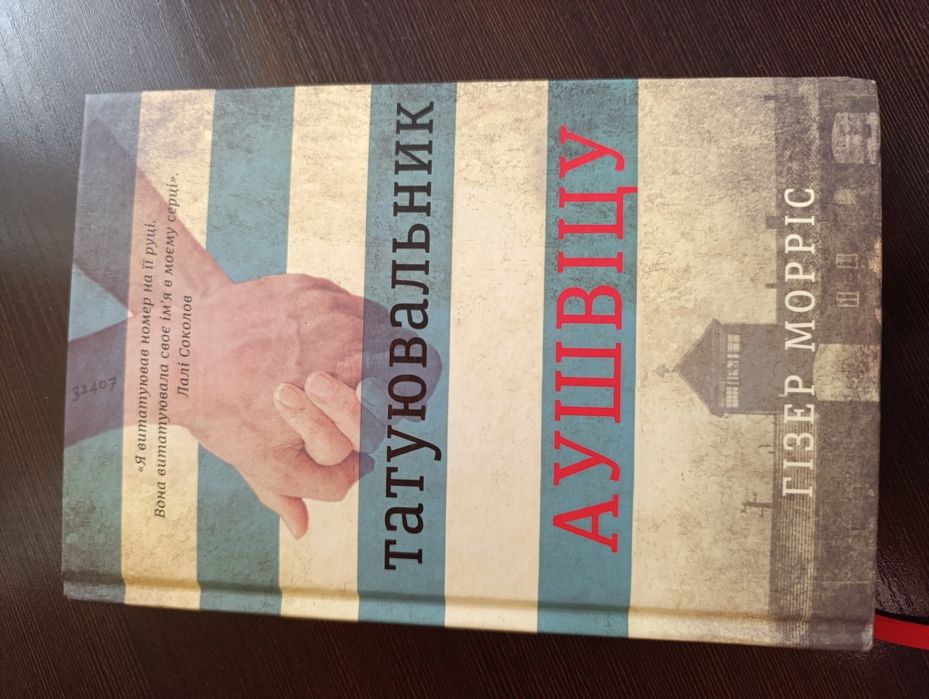 «Я витатуював номер на її руці.
Вона витатуювала своє ім'я в моєму серці».
Лалі Соколов
32407
ТАТУЮВАЛЬНИК
АУШВІЦУ
ГІЗЕР МОРРІС